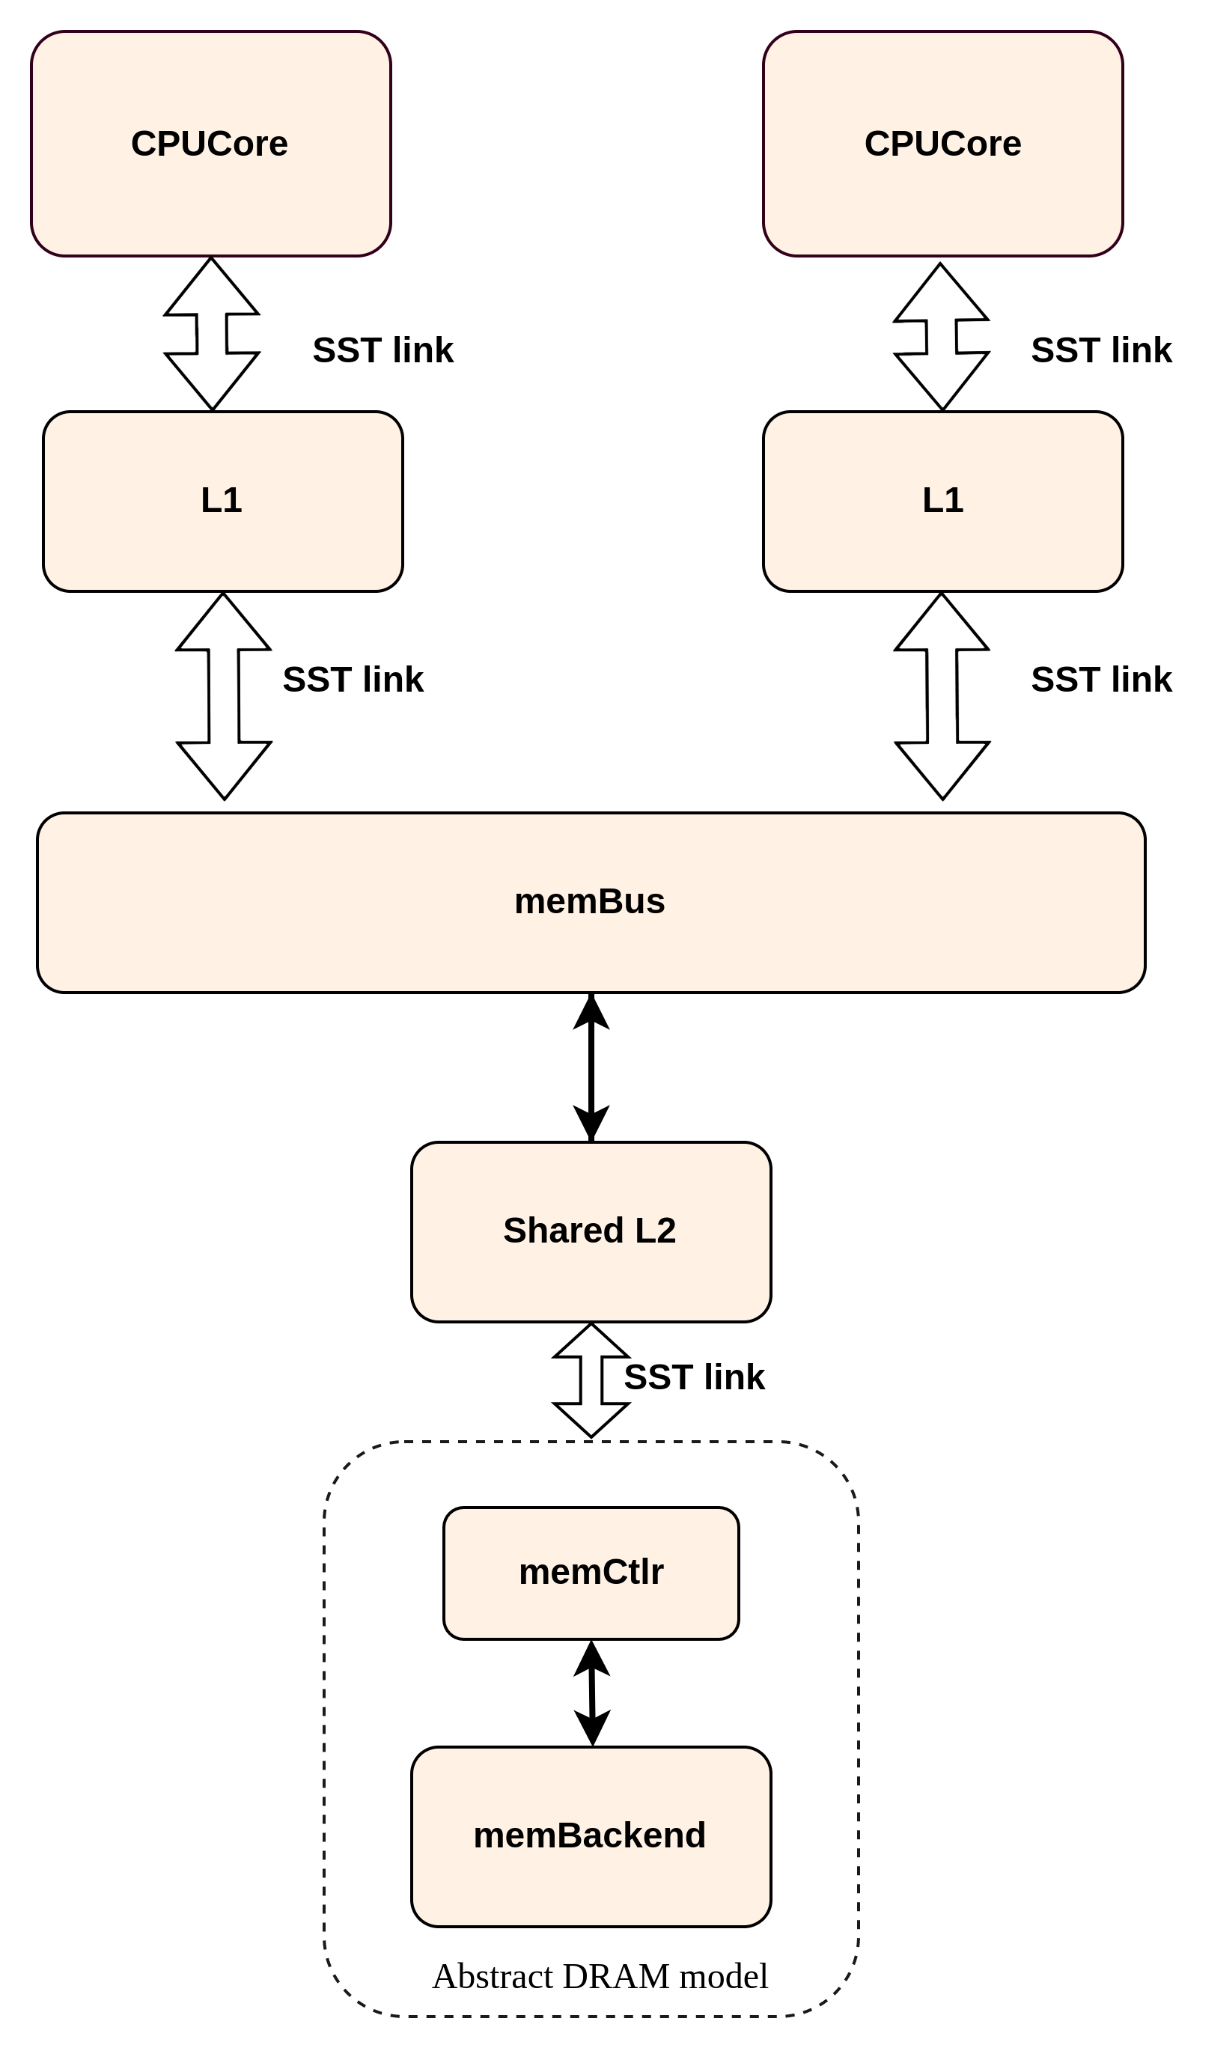 CPUCore
CPUCore
SST link
SST link
L1
L1
SST link
SST link
memBus
Shared L2
SST link
memCtlr
memBackend
Abstract DRAM model